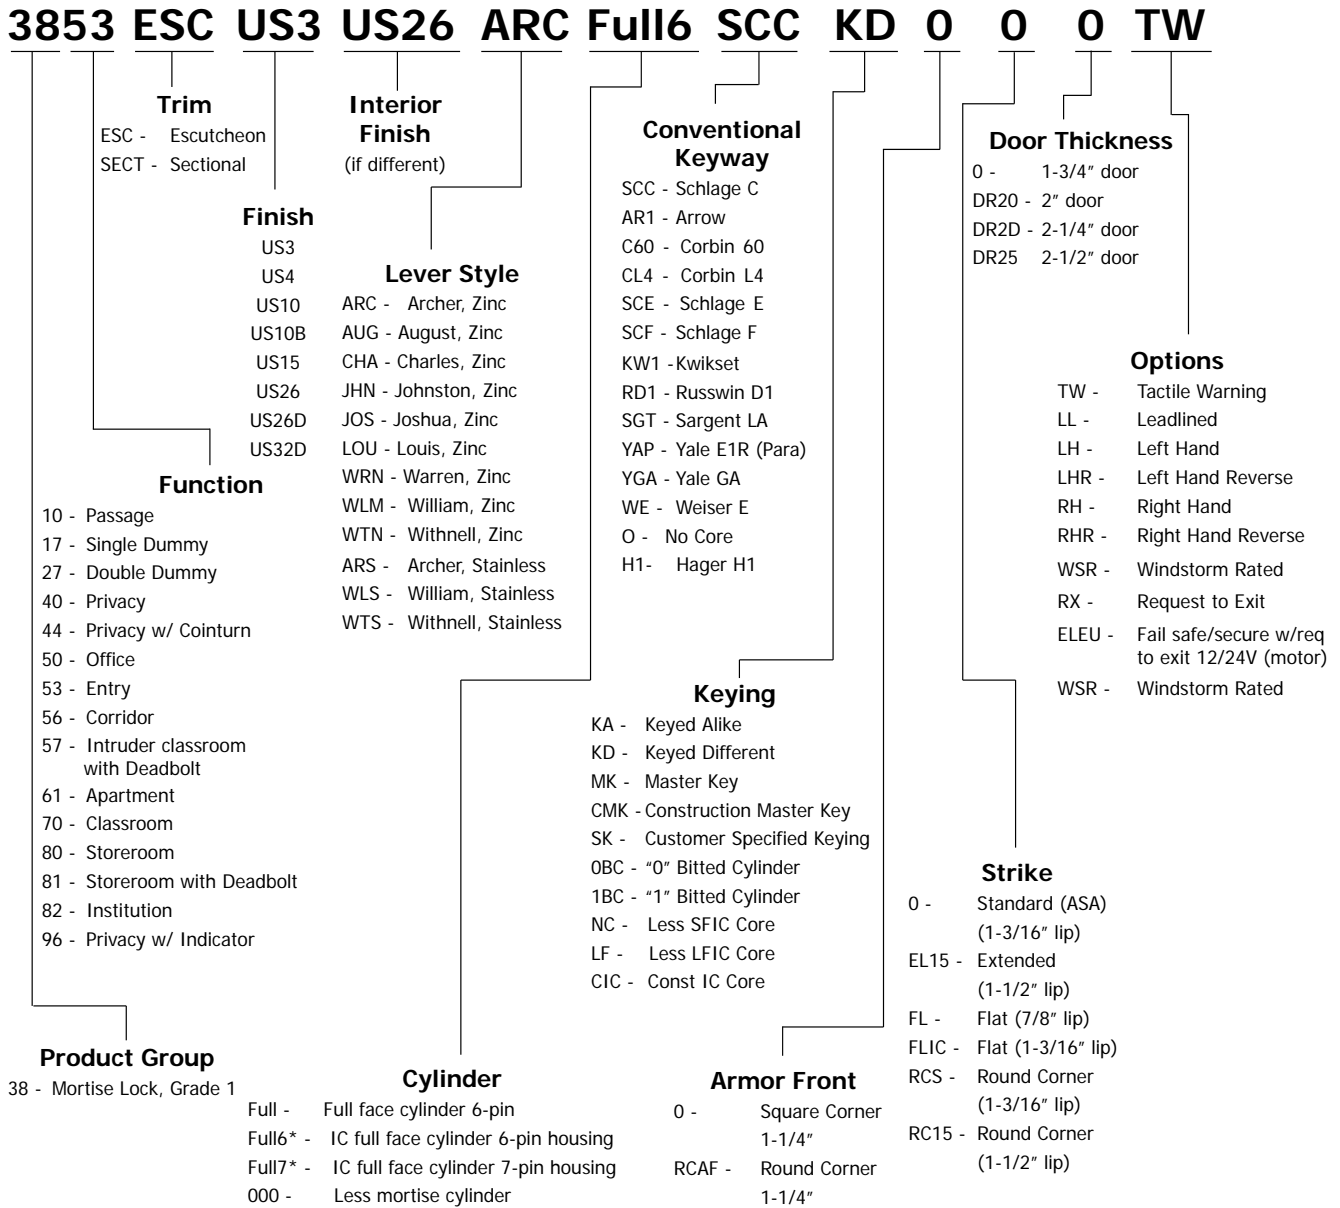 3853 ESC US3 US26 ARC Full6 SCC KD 0 0 0 TW
Trim
ESC - Escutcheon
SECT - Sectional
Interior
Finish
(if different)
Conventional
Keyway
SCC - Schlage C
AR1 - Arrow
C60 - Corbin 60
CL4 - Corbin L4
SCE - Schlage E
SCF - Schlage F
KW1 -Kwikset
RD1 - Russwin D1
SGT - Sargent LA
YAP - Yale E1R (Para)
YGA - Yale GA
WE - Weiser E
O - No Core
H1- Hager H1
Door Thickness
0 - 1-3/4" door
DR20 - 2" door
DR2D - 2-1/4" door
DR25 2-1/2" door
Finish
US3
US4
US10
US10B
US15
US26
US26D
US32D
Lever Style
ARC - Archer, Zinc
AUG - August, Zinc
CHA - Charles, Zinc
JHN - Johnston, Zinc
JOS - Joshua, Zinc
LOU - Louis, Zinc
WRN - Warren, Zinc
WLM - William, Zinc
WTN - Withnell, Zinc
ARS - Archer, Stainless
WLS - William, Stainless
WTS - Withnell, Stainless
Options
TW - Tactile Warning
LL - Leadlined
LH - Left Hand
LHR - Left Hand Reverse
RH - Right Hand
RHR - Right Hand Reverse
WSR - Windstorm Rated
RX - Request to Exit
ELEU - Fail safe/secure w/req
to exit 12/24V (motor)
WSR - Windstorm Rated
Function
10 - Passage
17 - Single Dummy
27 - Double Dummy
40 - Privacy
44 - Privacy w/ Cointurn
50 - Office
53 - Entry
56 - Corridor
57 - Intruder classroom
with Deadbolt
61 - Apartment
70 - Classroom
80 - Storeroom
81 - Storeroom with Deadbolt
82 - Institution
96 - Privacy w/ Indicator
Keying
KA - Keyed Alike
KD - Keyed Different
MK - Master Key
CMK - Construction Master Key
SK - Customer Specified Keying
0BC - "0" Bitted Cylinder
1BC - "1" Bitted Cylinder
NC - Less SFIC Core
LF - Less LFIC Core
CIC - Const IC Core
Strike
0 - Standard (ASA)
(1-3/16" lip)
EL15 - Extended
(1-1/2" lip)
FL - Flat (7/8" lip)
FLIC - Flat (1-3/16" lip)
RCS - Round Corner
(1-3/16" lip)
RC15 - Round Corner
(1-1/2" lip)
Product Group
38 - Mortise Lock, Grade 1
Cylinder
Full - Full face cylinder 6-pin
Full6* - IC full face cylinder 6-pin housing
Full7* - IC full face cylinder 7-pin housing
000 - Less mortise cylinder
Armor Front
0 - Square Corner
1-1/4"
RCAF - Round Corner
1-1/4"